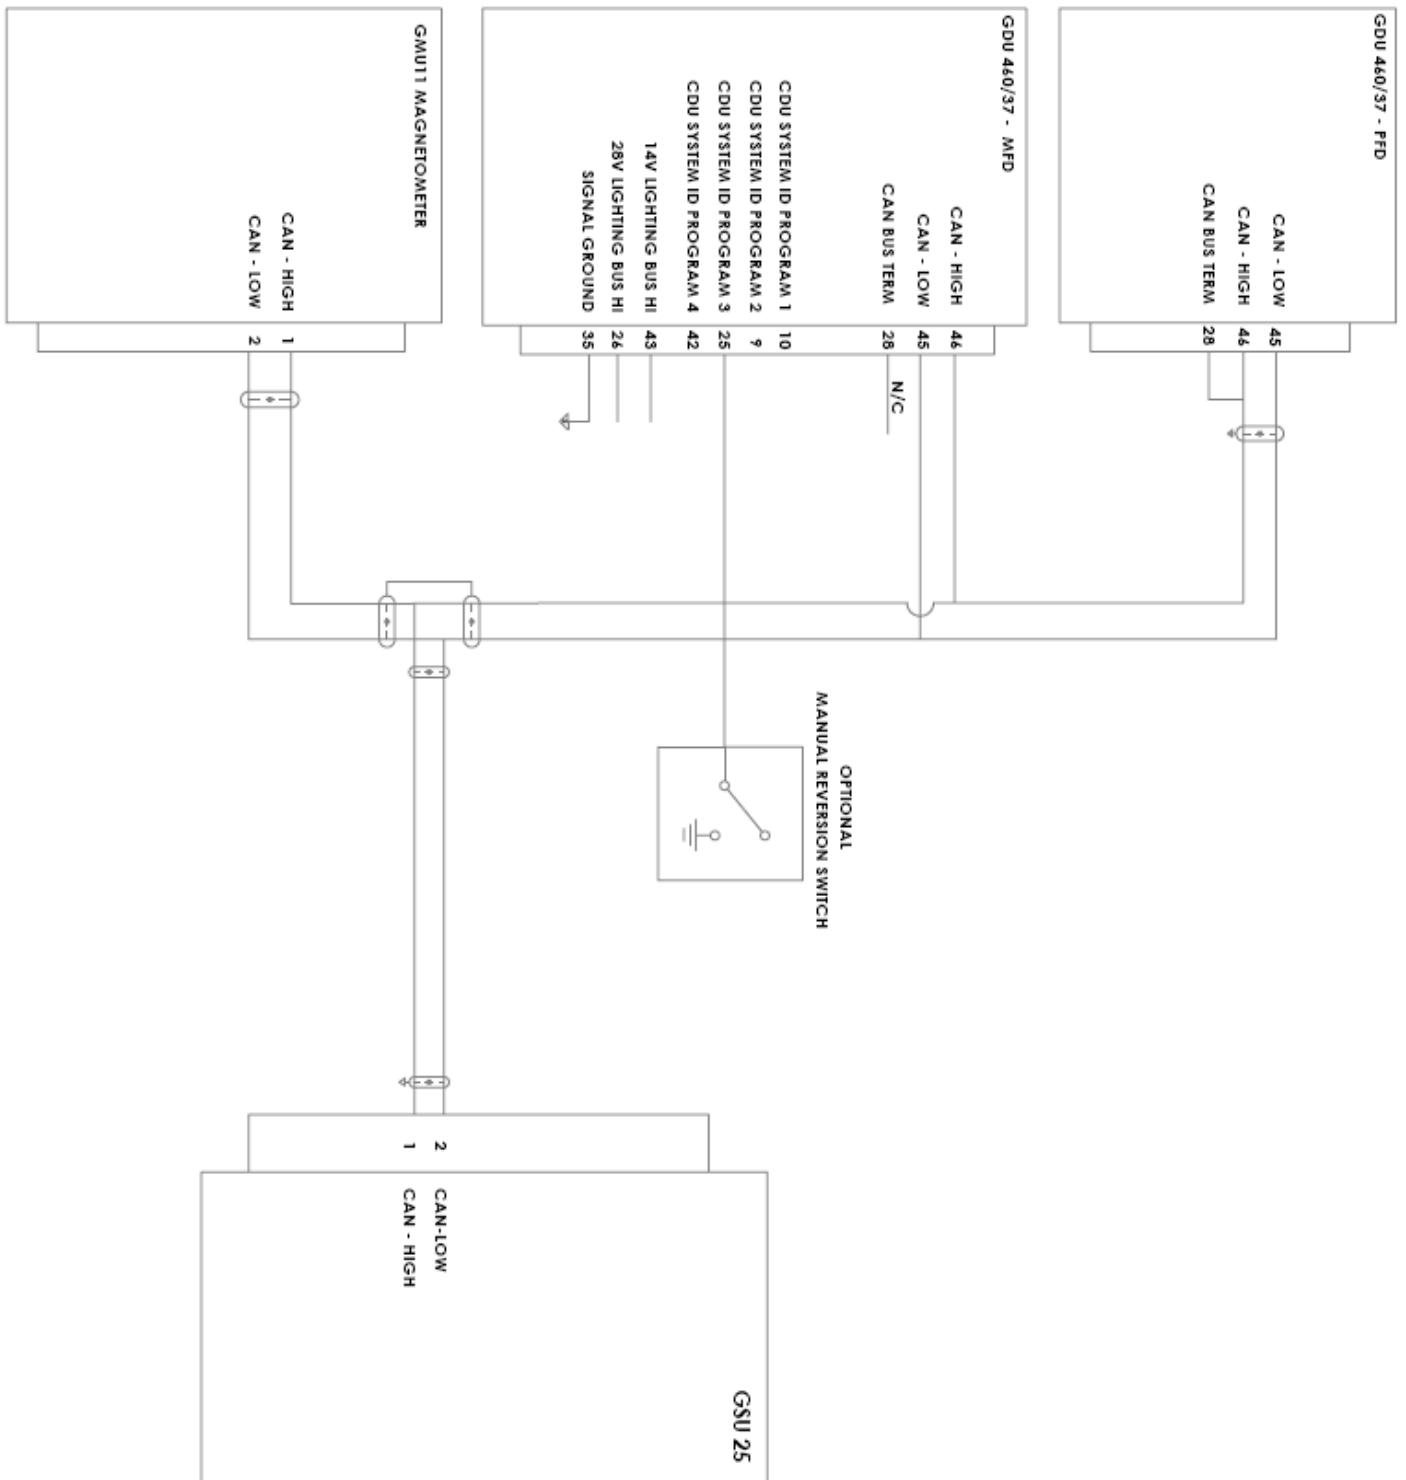 GDU 460/37 - PFD
CAN - LOW 45
CAN - HIGH 46
CAN BUS TERM 28
GDU 460/37 - MFD
CAN - HIGH 46
CAN - LOW 45
CAN BUS TERM 28
N/C
CDU SYSTEM ID PROGRAM 1 10
CDU SYSTEM ID PROGRAM 2 9
CDU SYSTEM ID PROGRAM 3 25
CDU SYSTEM ID PROGRAM 4 42
14V LIGHTING BUS HI 43
28V LIGHTING BUS HI 26
SIGNAL GROUND 35
OPTIONAL
MANUAL REVERSION SWITCH
GMU11 MAGNETOMETER
CAN - HIGH 1
CAN - LOW 2
GSU 25
2 CAN-LOW
1 CAN - HIGH